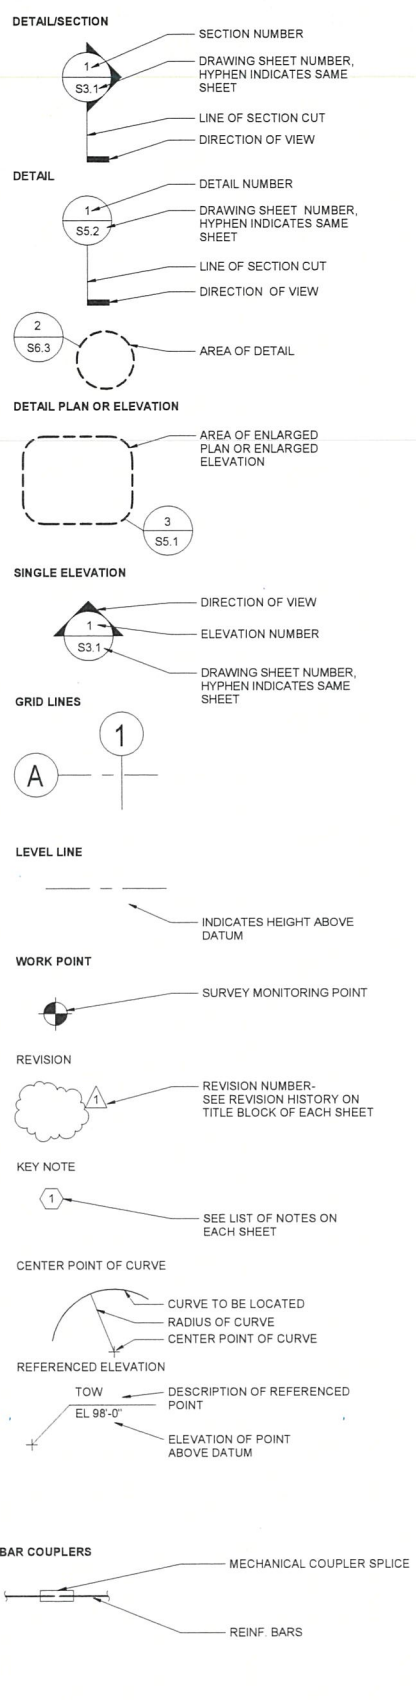 DETAIL/SECTION
SECTION NUMBER
1
DRAWING SHEET NUMBER,
HYPHEN INDICATES SAME
SHEET
S3.1
LINE OF SECTION CUT
DIRECTION OF VIEW
DETAIL
DETAIL NUMBER
1
DRAWING SHEET NUMBER,
HYPHEN INDICATES SAME
SHEET
S5.2
LINE OF SECTION CUT
DIRECTION OF VIEW
2
S6.3
AREA OF DETAIL
DETAIL PLAN OR ELEVATION
AREA OF ENLARGED
PLAN OR ENLARGED
ELEVATION
3
S5.1
SINGLE ELEVATION
DIRECTION OF VIEW
1
ELEVATION NUMBER
S3.1
DRAWING SHEET NUMBER,
HYPHEN INDICATES SAME
SHEET
GRID LINES
1
A
LEVEL LINE
INDICATES HEIGHT ABOVE
DATUM
WORK POINT
SURVEY MONITORING POINT
REVISION
1
REVISION NUMBER-
SEE REVISION HISTORY ON
TITLE BLOCK OF EACH SHEET
KEY NOTE
1
SEE LIST OF NOTES ON
EACH SHEET
CENTER POINT OF CURVE
CURVE TO BE LOCATED
RADIUS OF CURVE
CENTER POINT OF CURVE
REFERENCED ELEVATION
TOW
DESCRIPTION OF REFERENCED
POINT
EL 98'-0"
ELEVATION OF POINT
ABOVE DATUM
BAR COUPLERS
MECHANICAL COUPLER SPLICE
REINF. BARS